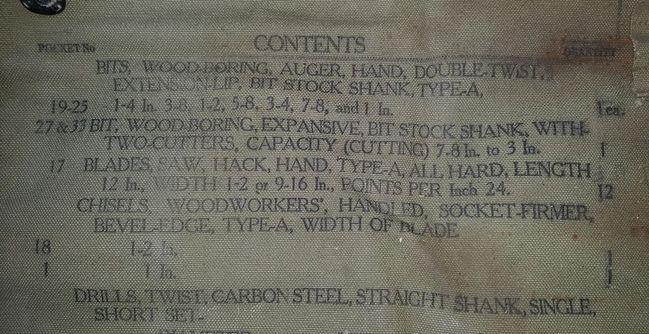 CONTENTS
POCKET No QUANTITY
BITS, WOOD-BORING, AUGER, HAND, DOUBLE-TWIST,
EXTENSION-LIP, BIT STOCK SHANK, TYPE-A,
19-25 1-4 In. 3-8, 1-2, 5-8, 3-4, 7-8, and 1 In. 1 ea.
27 & 33 BIT, WOOD-BORING, EXPANSIVE, BIT STOCK SHANK, WITH-
TWO-CUTTERS, CAPACITY (CUTTING) 7-8 In. to 3 In. 1
17 BLADES, SAW, HACK, HAND, TYPE-A, ALL HARD, LENGTH
12 In., WIDTH 1-2 or 9-16 In., POINTS PER Inch 24. 12
CHISELS, WOODWORKERS', HANDLED, SOCKET-FIRMER,
BEVEL-EDGE, TYPE-A, WIDTH OF BLADE
18 1-2 In. 1
1 1 In. 1
DRILLS, TWIST, CARBON STEEL, STRAIGHT SHANK, SINGLE,
SHORT SET-
DIAMETER